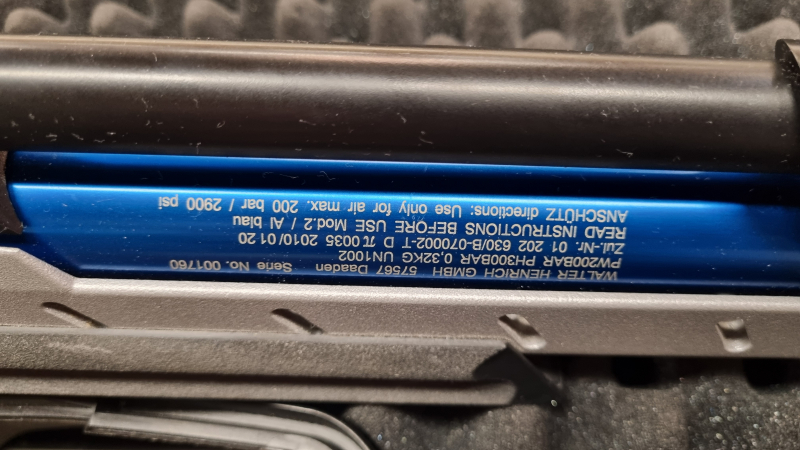 WALTER HENRICH GMBH 57567 Daaden Serie No. 001760
PW200BAR PH300BAR 0,32KG UN1002
Zul.-Nr. 01 202 630/B-070002-T D π 0035 2010/01 20
READ INSTRUCTIONS BEFORE USE Mod.2 / Al blau
ANSCHÜTZ directions: Use only for air max. 200 bar / 2900 psi